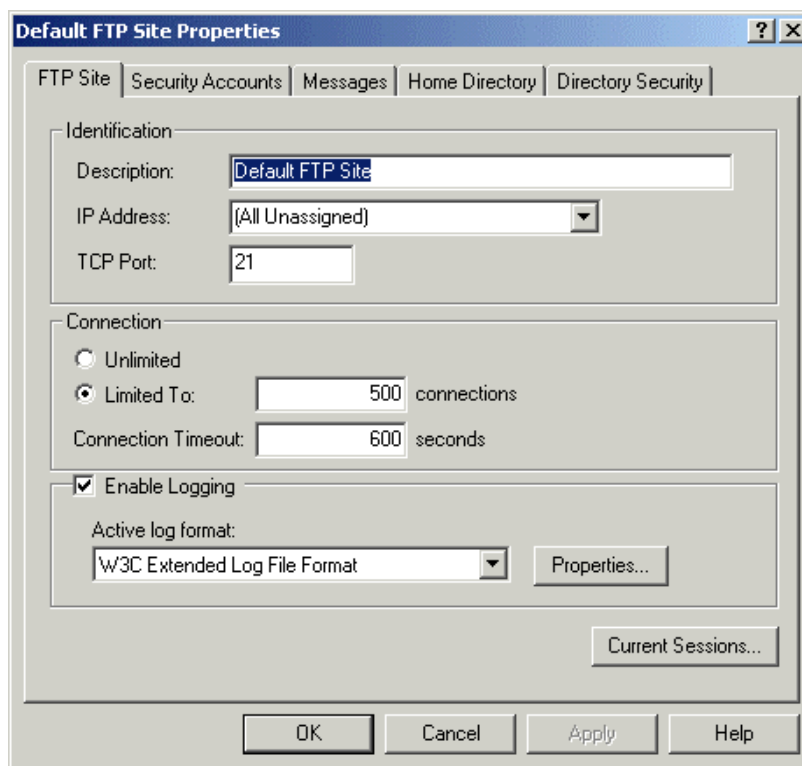 Default FTP Site Properties
FTP Site Security Accounts Messages Home Directory Directory Security
Identification
Description: Default FTP Site
IP Address: (All Unassigned)
TCP Port: 21
Connection
Unlimited
Limited To: 500 connections
Connection Timeout: 600 seconds
Enable Logging
Active log format:
W3C Extended Log File Format Properties...
Current Sessions...
OK Cancel Apply Help